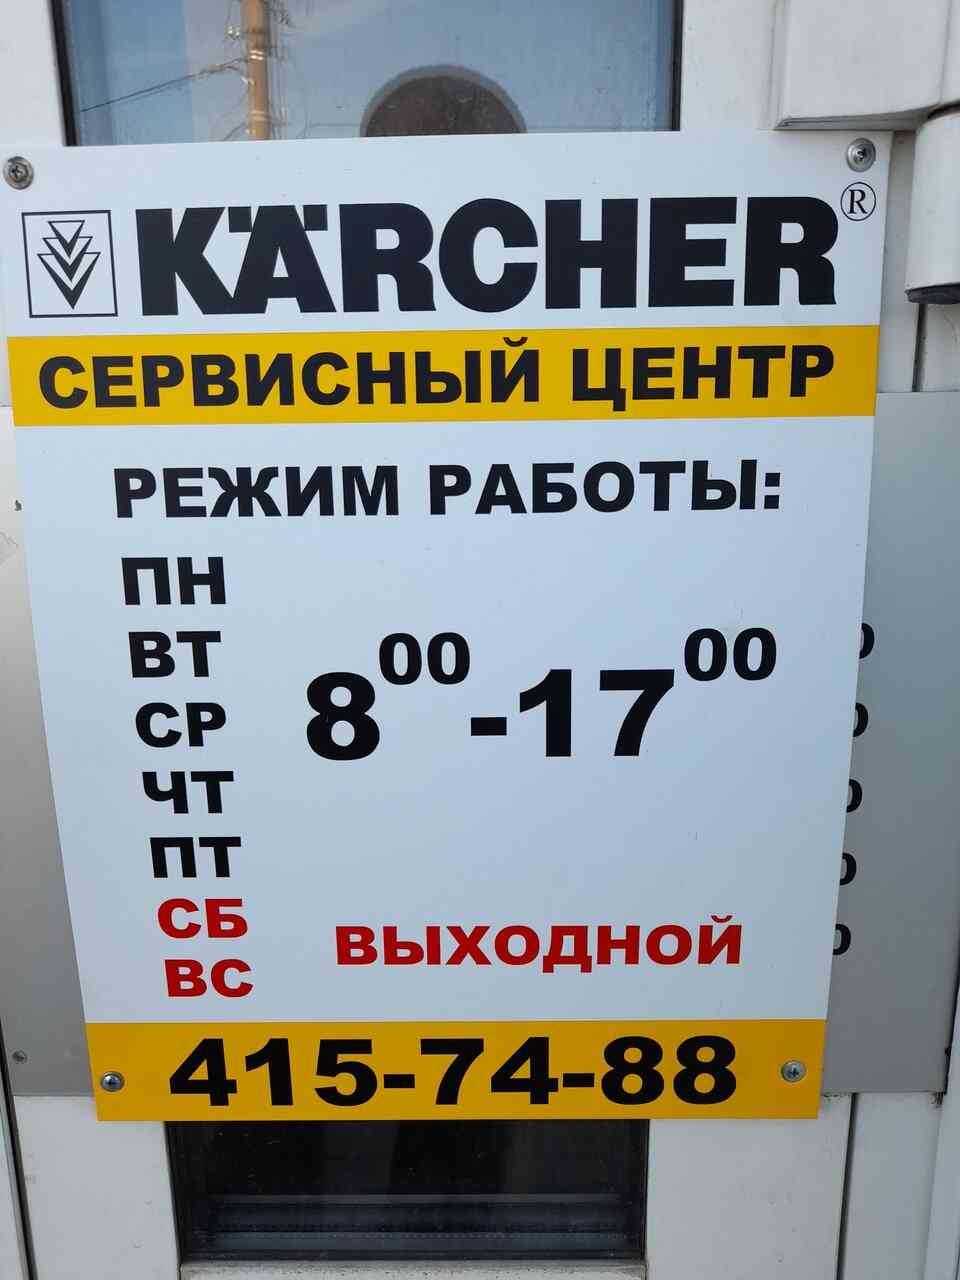 KÄRCHER®
СЕРВИСНЫЙ ЦЕНТР
РЕЖИМ РАБОТЫ:
ПН
ВТ
СР
8⁰⁰-17⁰⁰
ЧТ
ПТ
СБ
ВС
ВЫХОДНОЙ
415-74-88